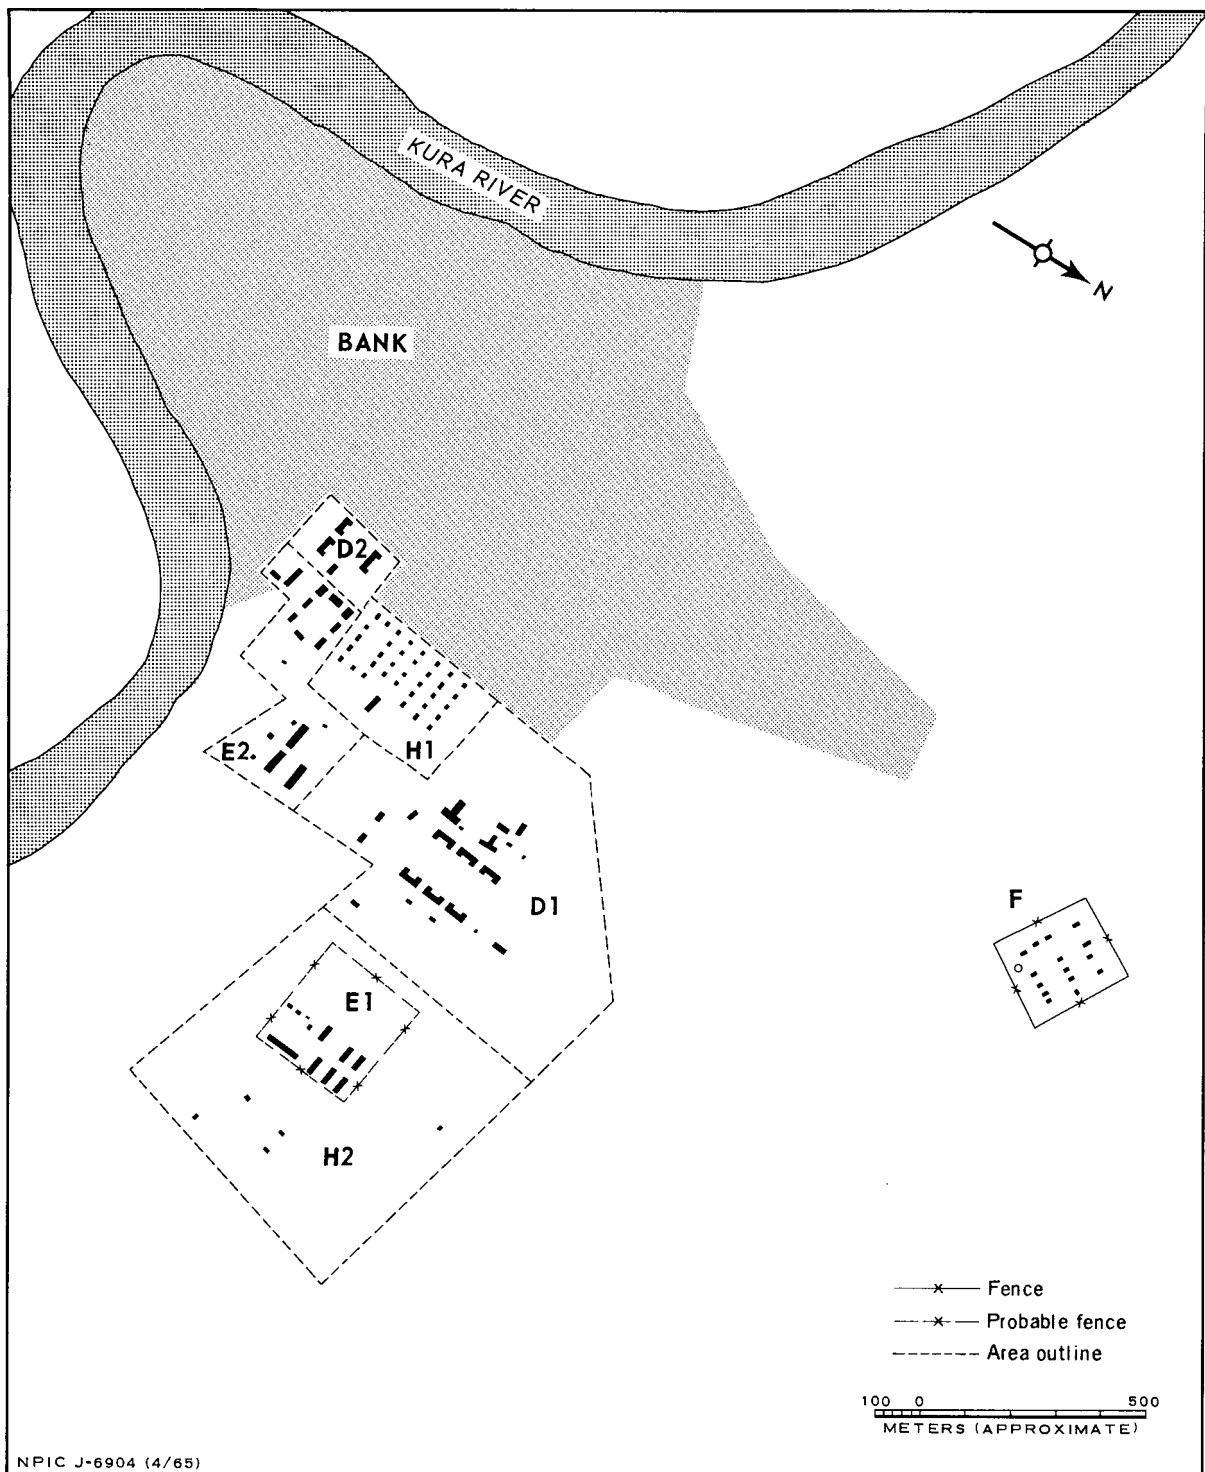 KURA RIVER
N
BANK
D2
E2.
H1
D1
F
E1
H2
Fence
Probable fence
Area outline
100 0 500
METERS (APPROXIMATE)
NPIC J-6904 (4/65)